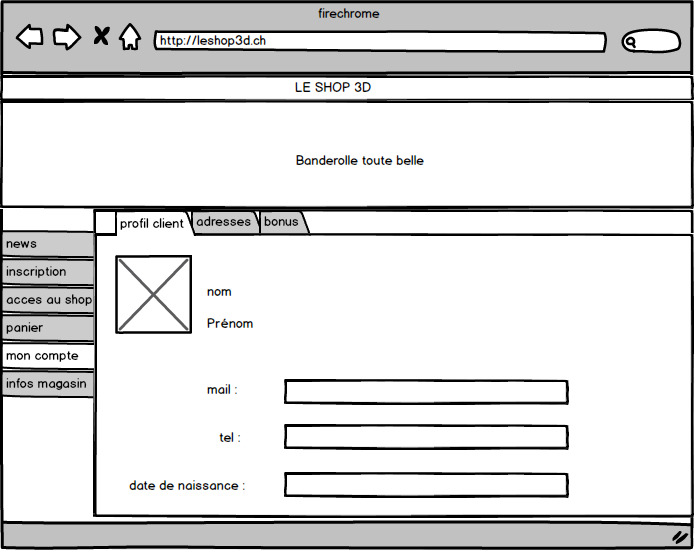 firechrome
http://leshop3d.ch
LE SHOP 3D
Banderolle toute belle
profil client
adresses
bonus
news
inscription
acces au shop
panier
mon compte
infos magasin
nom
Prénom
mail :
tel :
date de naissance :